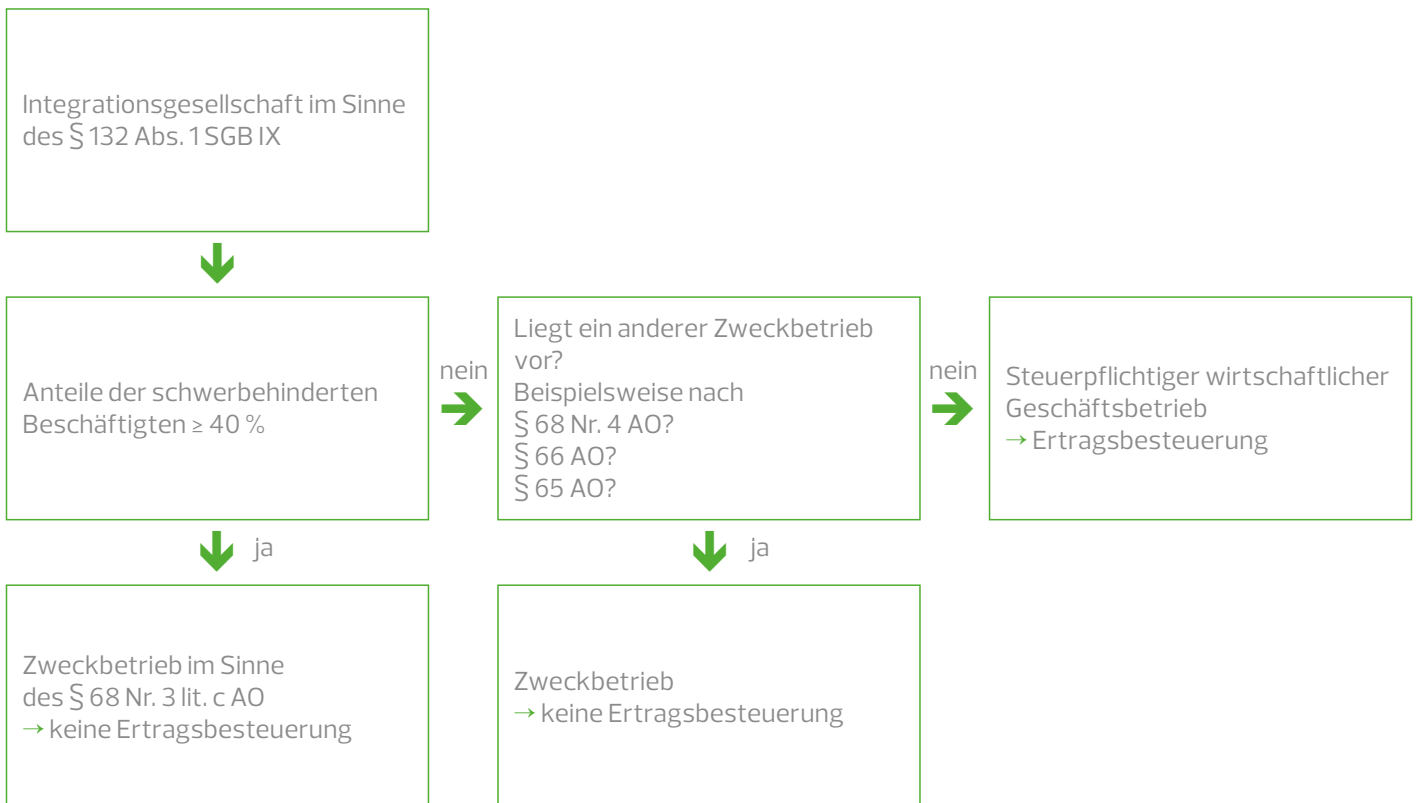 Integrationsgesellschaft im Sinne
des § 132 Abs. 1 SGB IX
Anteile der schwerbehinderten
Beschäftigten ≥ 40 %
nein
Liegt ein anderer Zweckbetrieb
vor?
Beispielsweise nach
§ 68 Nr. 4 AO?
§ 66 AO?
§ 65 AO?
nein
Steuerpflichtiger wirtschaftlicher
Geschäftsbetrieb
→ Ertragsbesteuerung
ja
ja
Zweckbetrieb im Sinne
des § 68 Nr. 3 lit. c AO
→ keine Ertragsbesteuerung
Zweckbetrieb
→ keine Ertragsbesteuerung